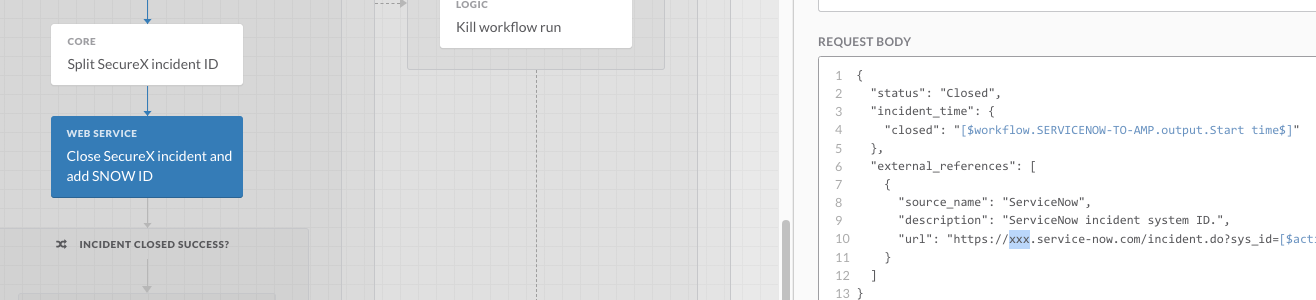 CORE
Split SecureX incident ID
WEB SERVICE
Close SecureX incident and
add SNOW ID
INCIDENT CLOSED SUCCESS?
LOGIC
Kill workflow run
REQUEST BODY
1 {
2 "status": "Closed",
3 "incident_time": {
4 "closed": "[$workflow.SERVICENOW-TO-AMP.output.Start time$]"
5 },
6 "external_references": [
7 {
8 "source_name": "ServiceNow",
9 "description": "ServiceNow incident system ID.",
10 "url": "https://xxx.service-now.com/incident.do?sys_id=[$acti
11 }
12 ]
13 }